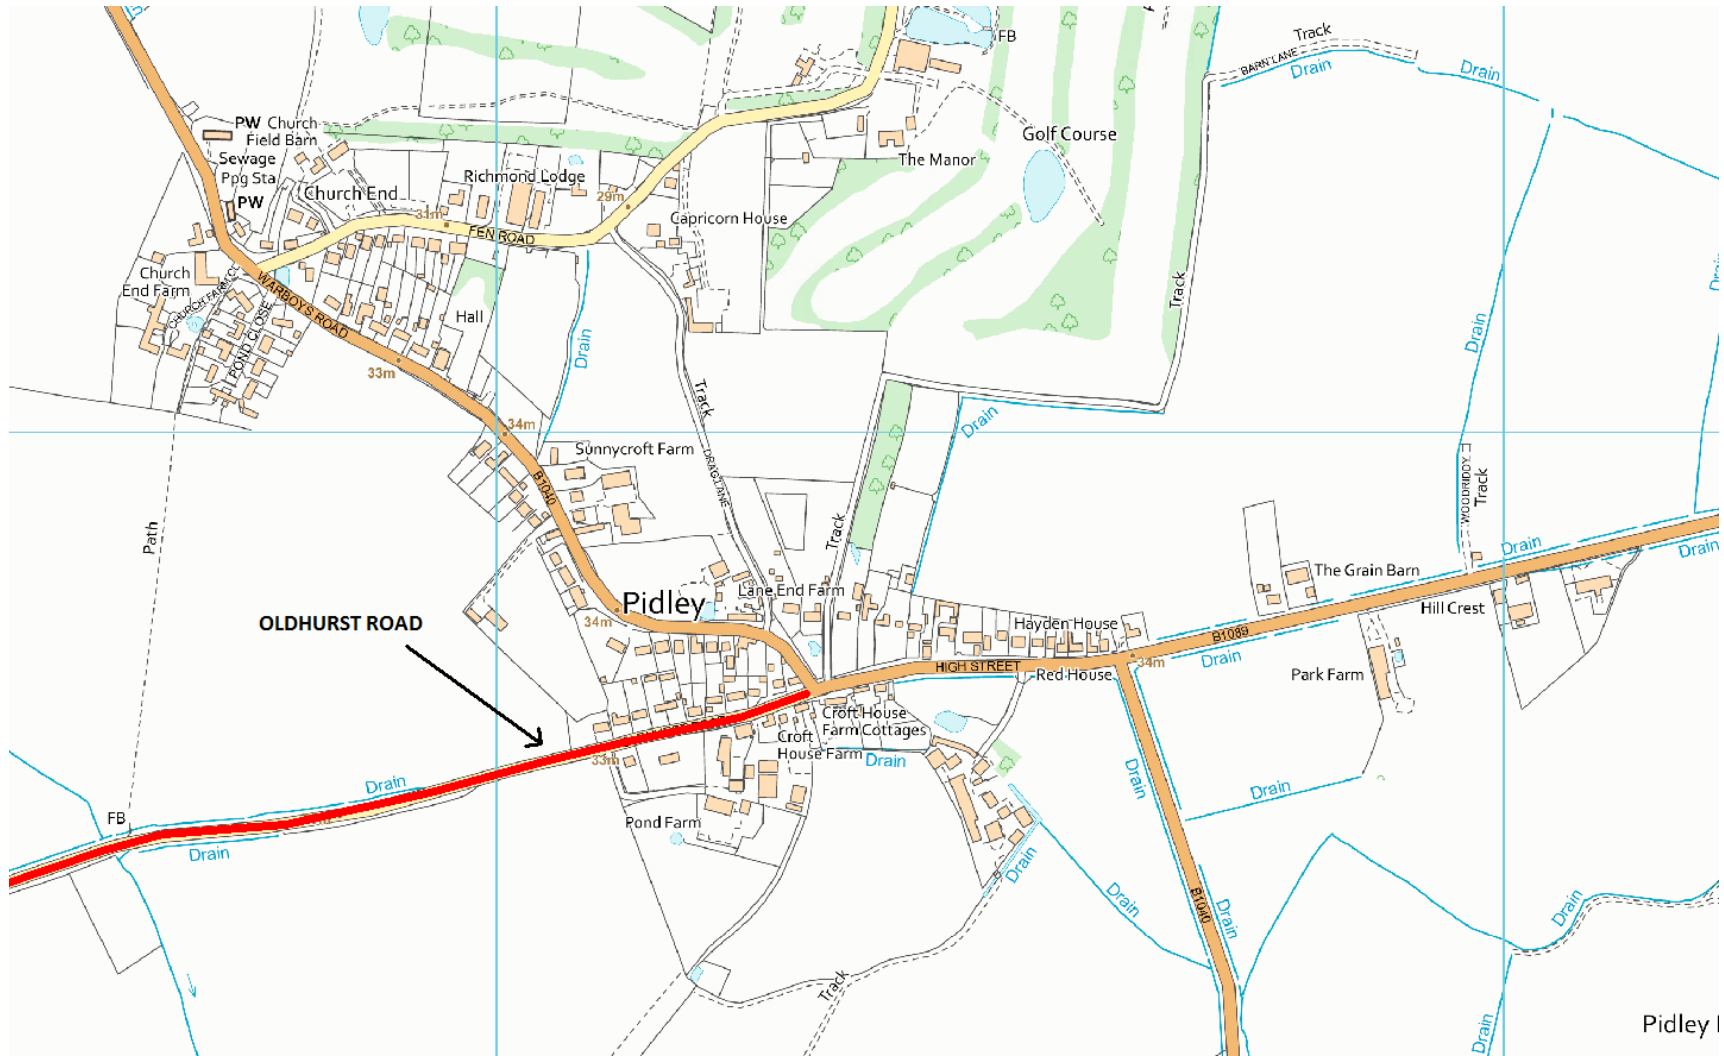 FB
Track
BARN LANE
Drain
Drain
PW
Church
Field Barn
Sewage
Ppg Sta
PW
Church End
Richmond Lodge
The Manor
Golf Course
29m
31m
FEN ROAD
Capricorn House
Church
End Farm
CHURCH FARM CL
WARBOYS ROAD
POND CLOSE
Hall
33m
Drain
Track
Drain
Drain
34m
Track
Drain
Sunnycroft Farm
B1040
DRAG LANE
WOODRIDDY
Track
Path
Track
Drain
Drain
The Grain Barn
Lane End Farm
Pidley
34m
Hayden House
Hill Crest
OLDHURST ROAD
B1089
HIGH STREET
34m
Drain
Red House
Park Farm
Croft House
Farm Cottages
Croft
House Farm
33m
Drain
Drain
Drain
Drain
FB
Pond Farm
Drain
Drain
Drain
B1040
Drain
Drain
Track
Pidley
Drain